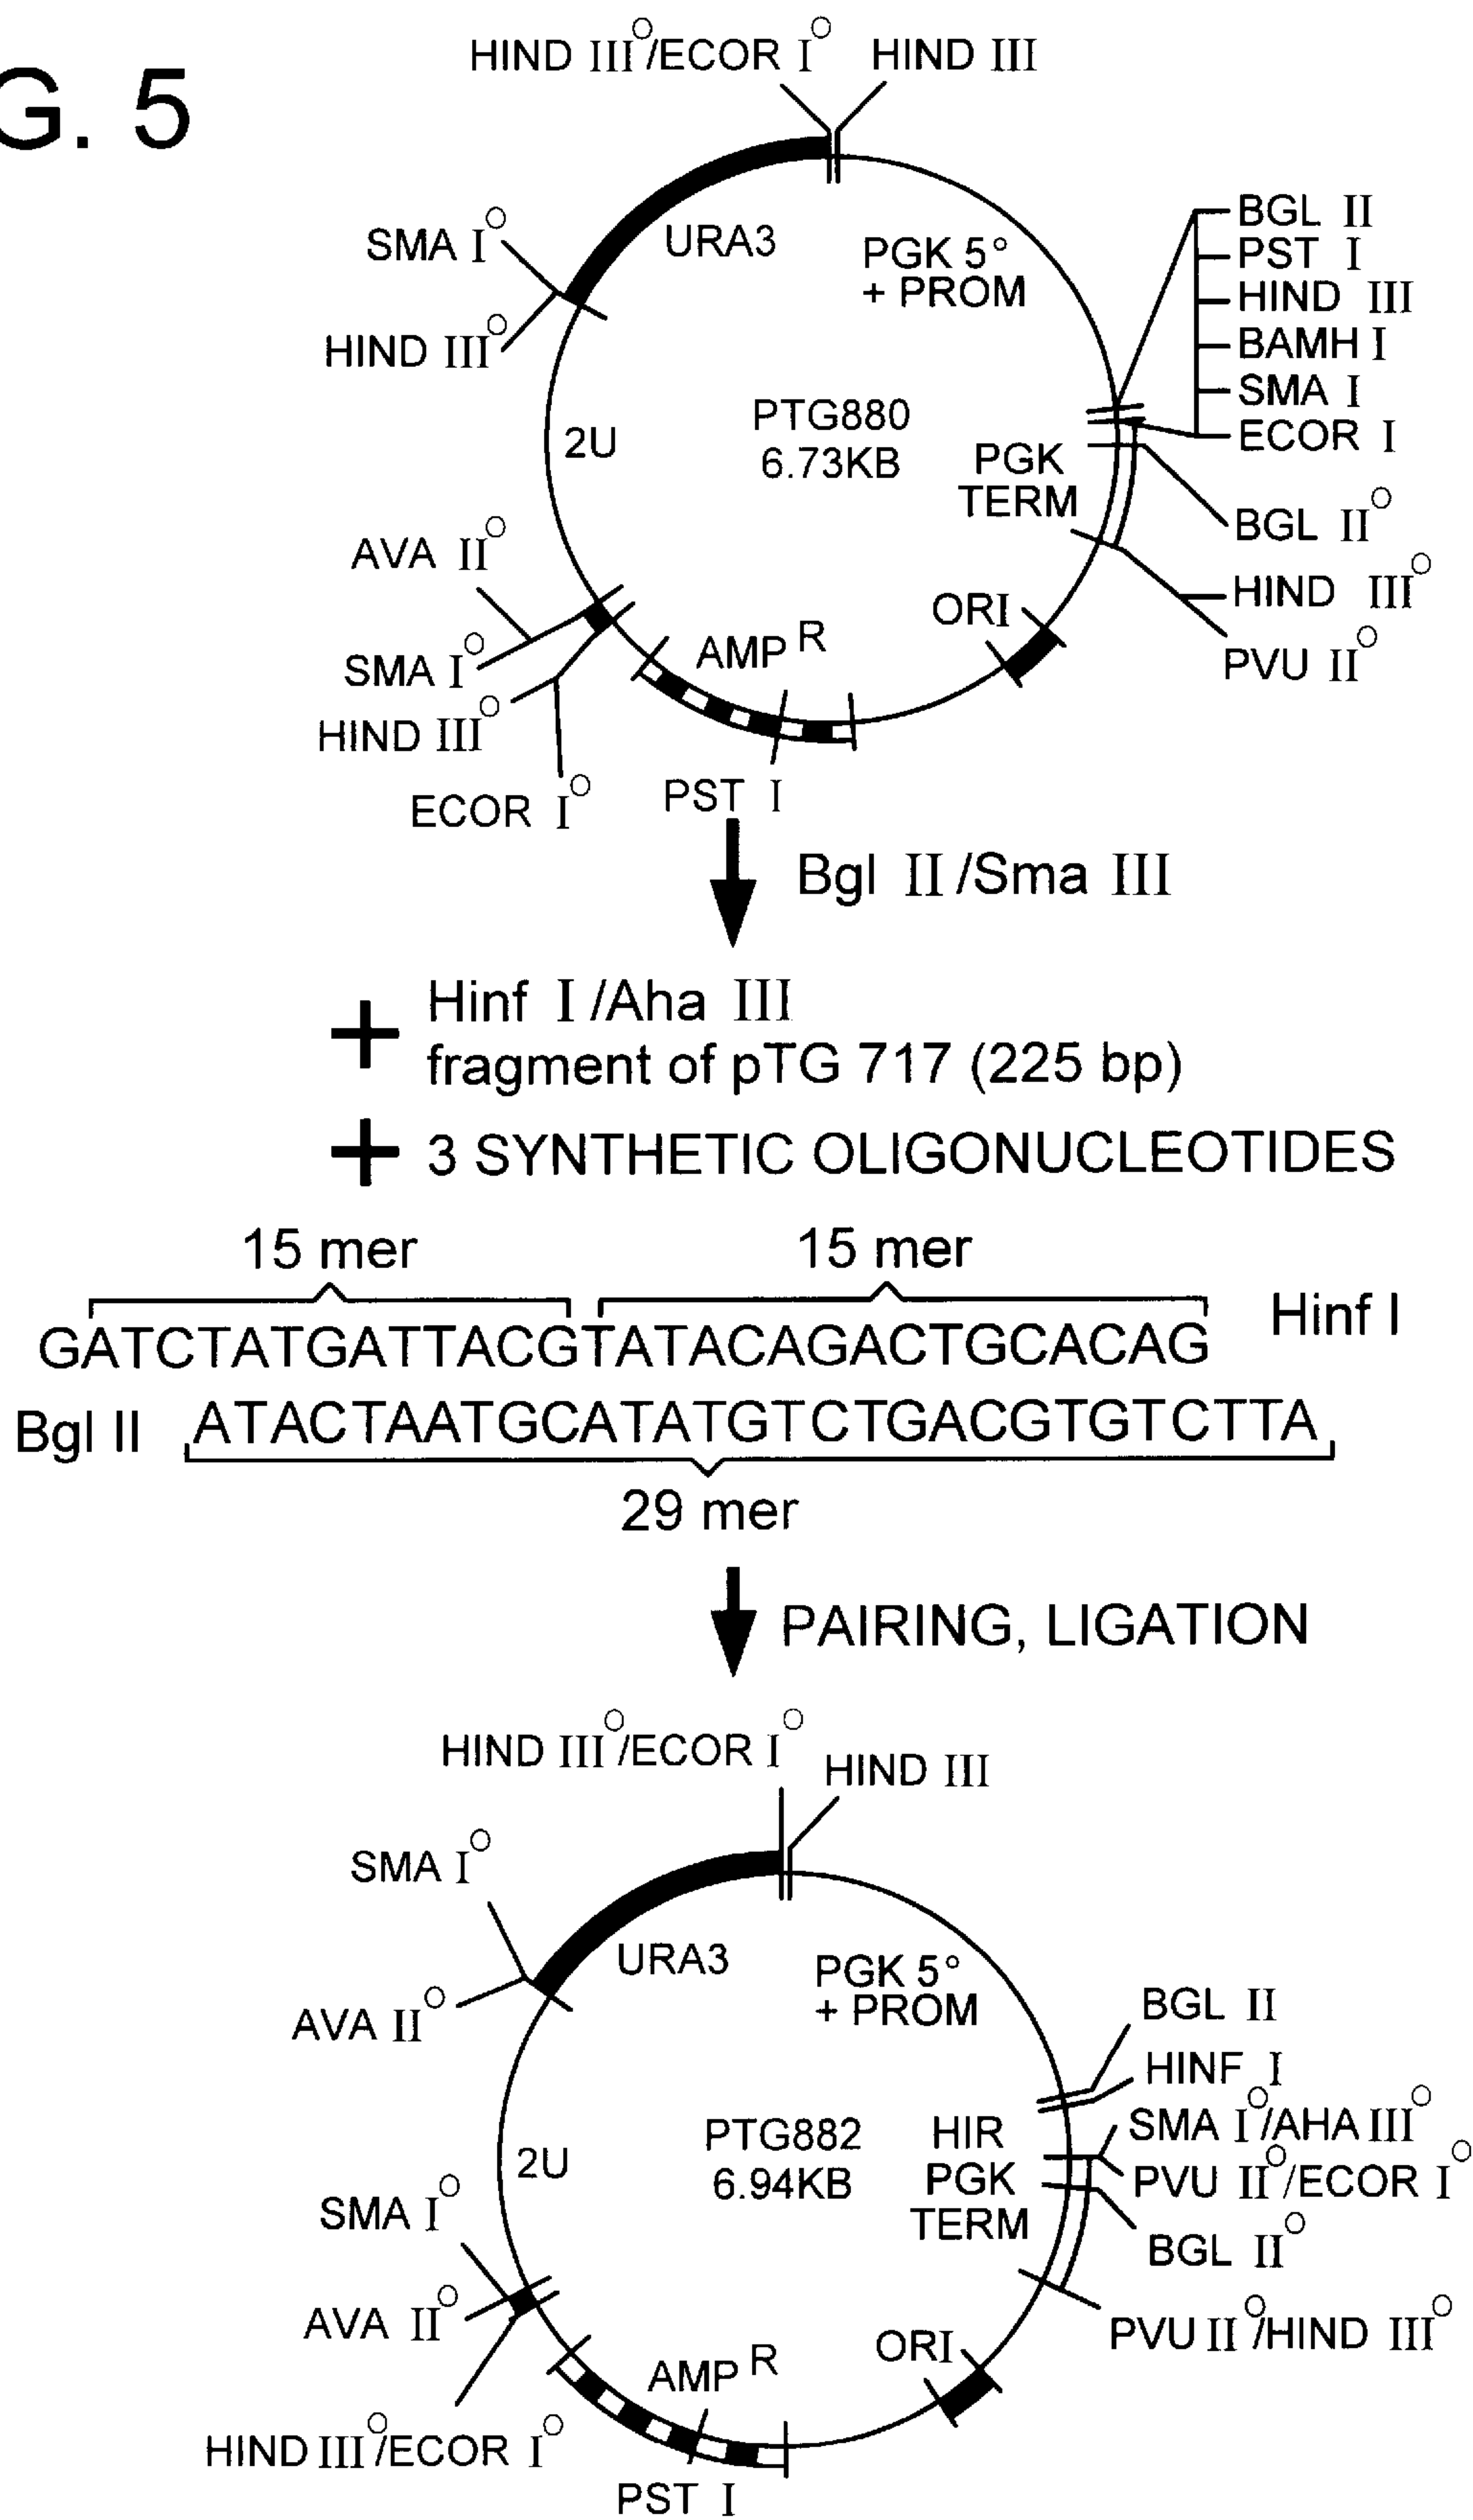 G. 5
HIND III°/ECOR I°
HIND III
SMA I°
HIND III°
URA3
PGK 5°
+ PROM
BGL II
PST I
HIND III
BAMH I
SMA I
ECOR I
2U
PTG880
6.73KB
PGK
TERM
BGL II°
HIND III°
PVU II°
AVA II°
SMA I°
HIND III°
ECOR I°
AMP R
ORI
PST I
Bgl II /Sma III
+ Hinf I /Aha III
fragment of pTG 717 (225 bp)
+ 3 SYNTHETIC OLIGONUCLEOTIDES
15 mer 15 mer
GATCTATGATTACGTATACAGACTGCACAG Hinf I
Bgl II ATACTAATGCATATGTCTGACGTGTCTTA
29 mer
PAIRING, LIGATION
HIND III°/ECOR I°
HIND III
SMA I°
AVA II°
URA3
PGK 5°
+ PROM
BGL II
HINF I
SMA I°/AHA III°
PVU II°/ECOR I°
BGL II°
PVU II°/HIND III°
2U
PTG882
6.94KB
HIR
PGK
TERM
SMA I°
AVA II°
HIND III°/ECOR I°
AMP R
ORI
PST I